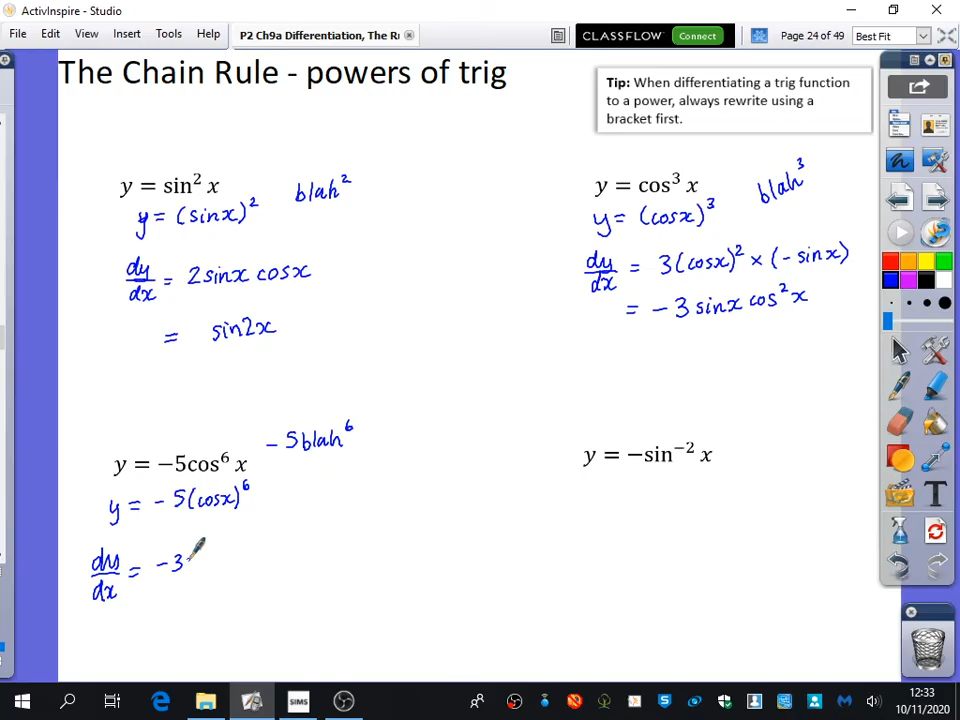 ActivInspire - Studio
File Edit View Insert Tools Help
P2 Ch9a Differentiation, The Ru
CLASSFLOW Connect
Page 24 of 49
Best Fit
The Chain Rule - powers of trig
Tip: When differentiating a trig function
to a power, always rewrite using a
bracket first.
y = sin² x
blah²
y = (sinx)²
dy/dx = 2sinx cosx
= sin2x
y = cos³ x
blah³
y = (cosx)³
dy/dx = 3(cosx)² × (- sinx)
= - 3 sinx cos²x
y = −5cos⁶ x
- 5blah⁶
y = - 5(cosx)⁶
dy/dx = -3
y = −sin⁻² x
SIMS
12:33
10/11/2020